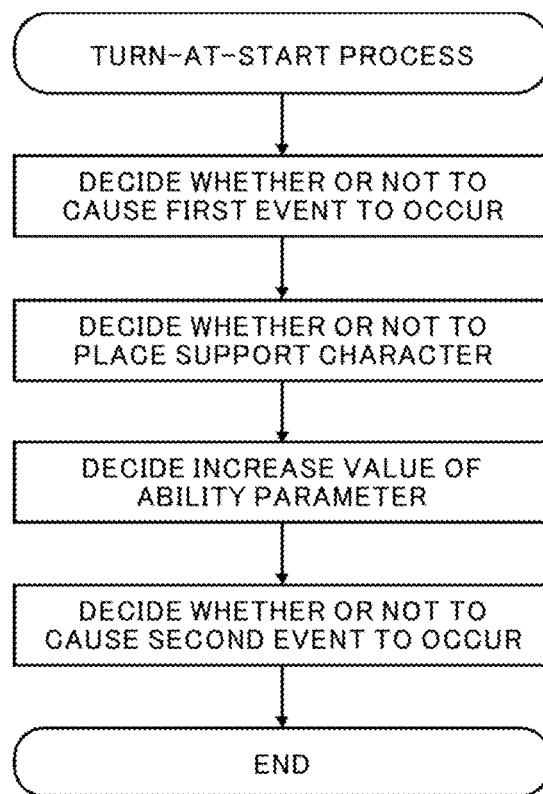 TURN-AT-START PROCESS
DECIDE WHETHER OR NOT TO
CAUSE FIRST EVENT TO OCCUR
DECIDE WHETHER OR NOT TO
PLACE SUPPORT CHARACTER
DECIDE INCREASE VALUE OF
ABILITY PARAMETER
DECIDE WHETHER OR NOT TO
CAUSE SECOND EVENT TO OCCUR
END